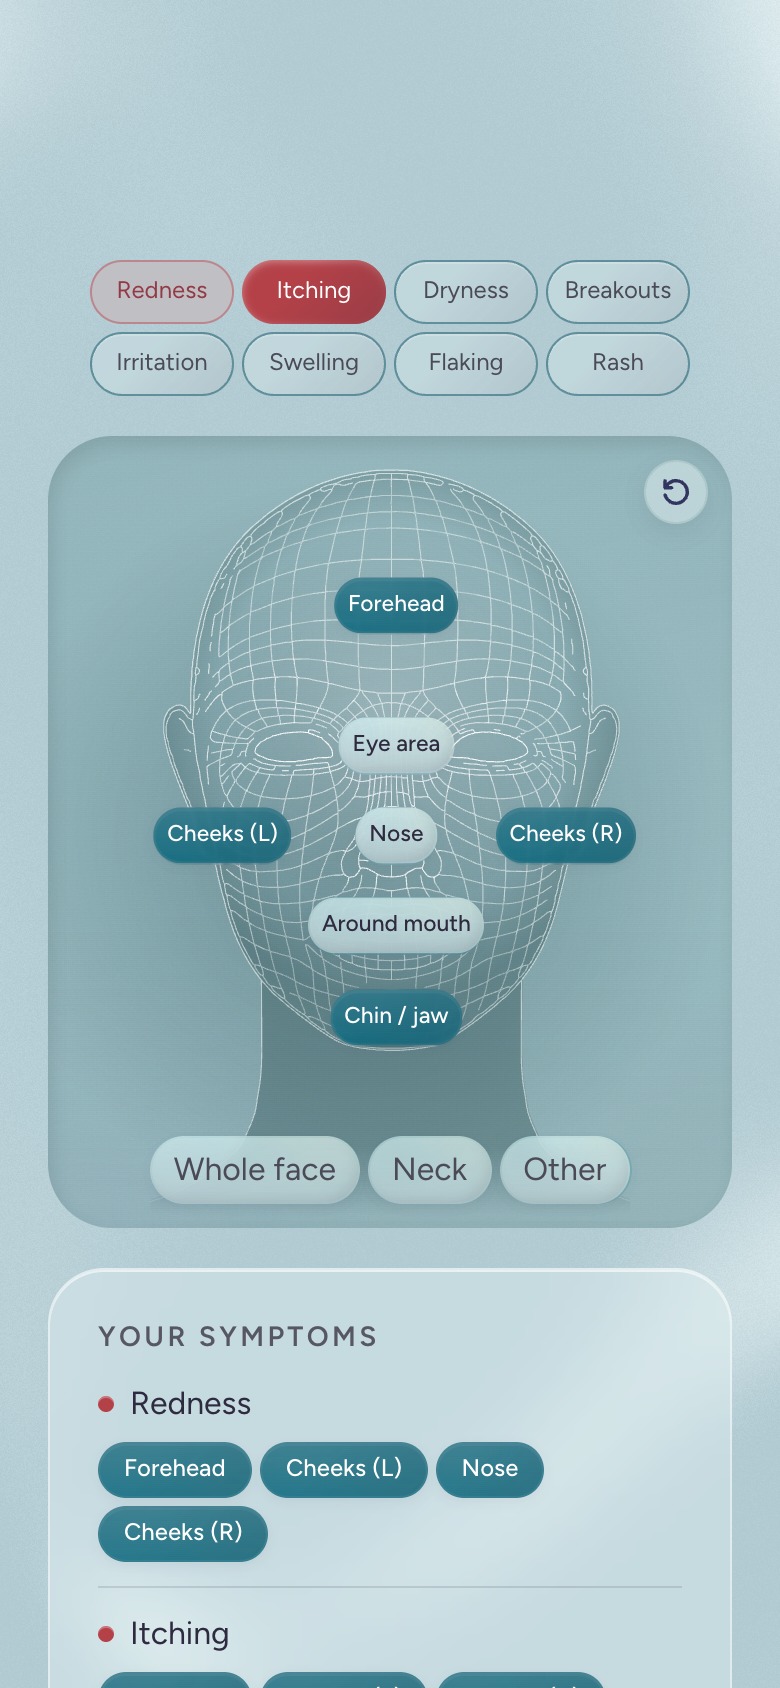 Redness Itching Dryness Breakouts
Irritation Swelling Flaking Rash
Forehead
Eye area
Cheeks (L) Nose Cheeks (R)
Around mouth
Chin / jaw
Whole face Neck Other
YOUR SYMPTOMS
Redness
Forehead Cheeks (L) Nose
Cheeks (R)
Itching